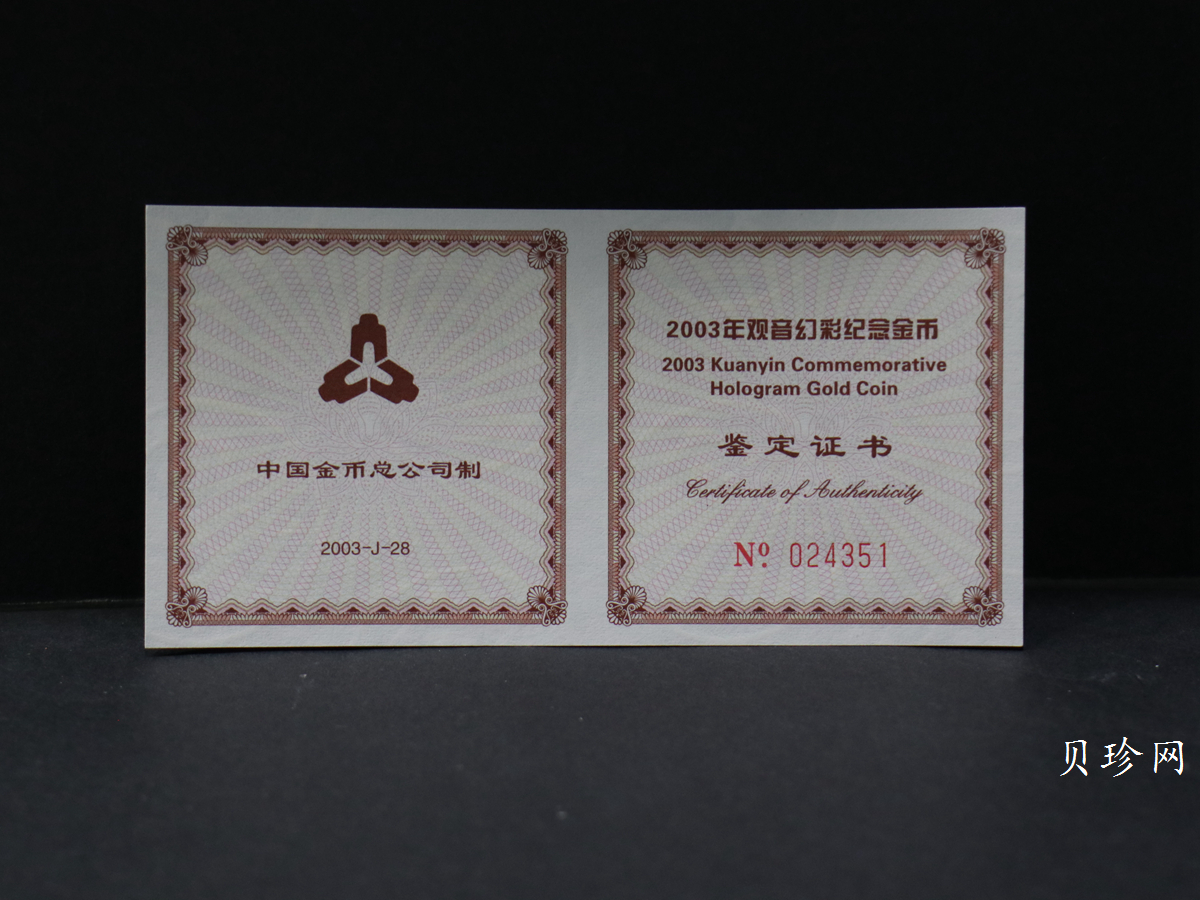 中国金币总公司制
2003-J-28
2003年观音幻彩纪念金币
2003 Kuanyin Commemorative
Hologram Gold Coin
鉴定证书
Certificate of Authenticity
Nº 024351
贝珍网